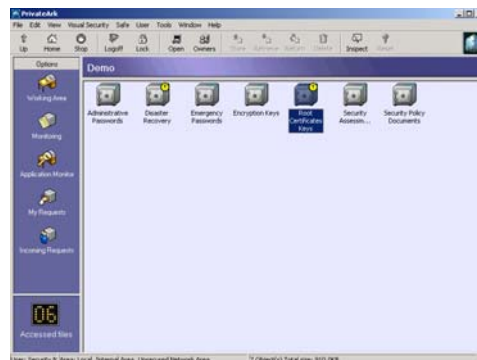 PrivateArk
File Edit View Visual Security Safe User Tools Window Help
Up Home Stop Logoff Lock Open Owners Store Retrieve Return Delete Inspect
Options
Demo
Working Area
Monitoring
Application Monitor
My Requests
Incoming Requests
Administrative Passwords
Disaster Recovery
Emergency Passwords
Encryption Keys
Root Certificates Keys
Security Assessm...
Security Policy Documents
06
Accessed files